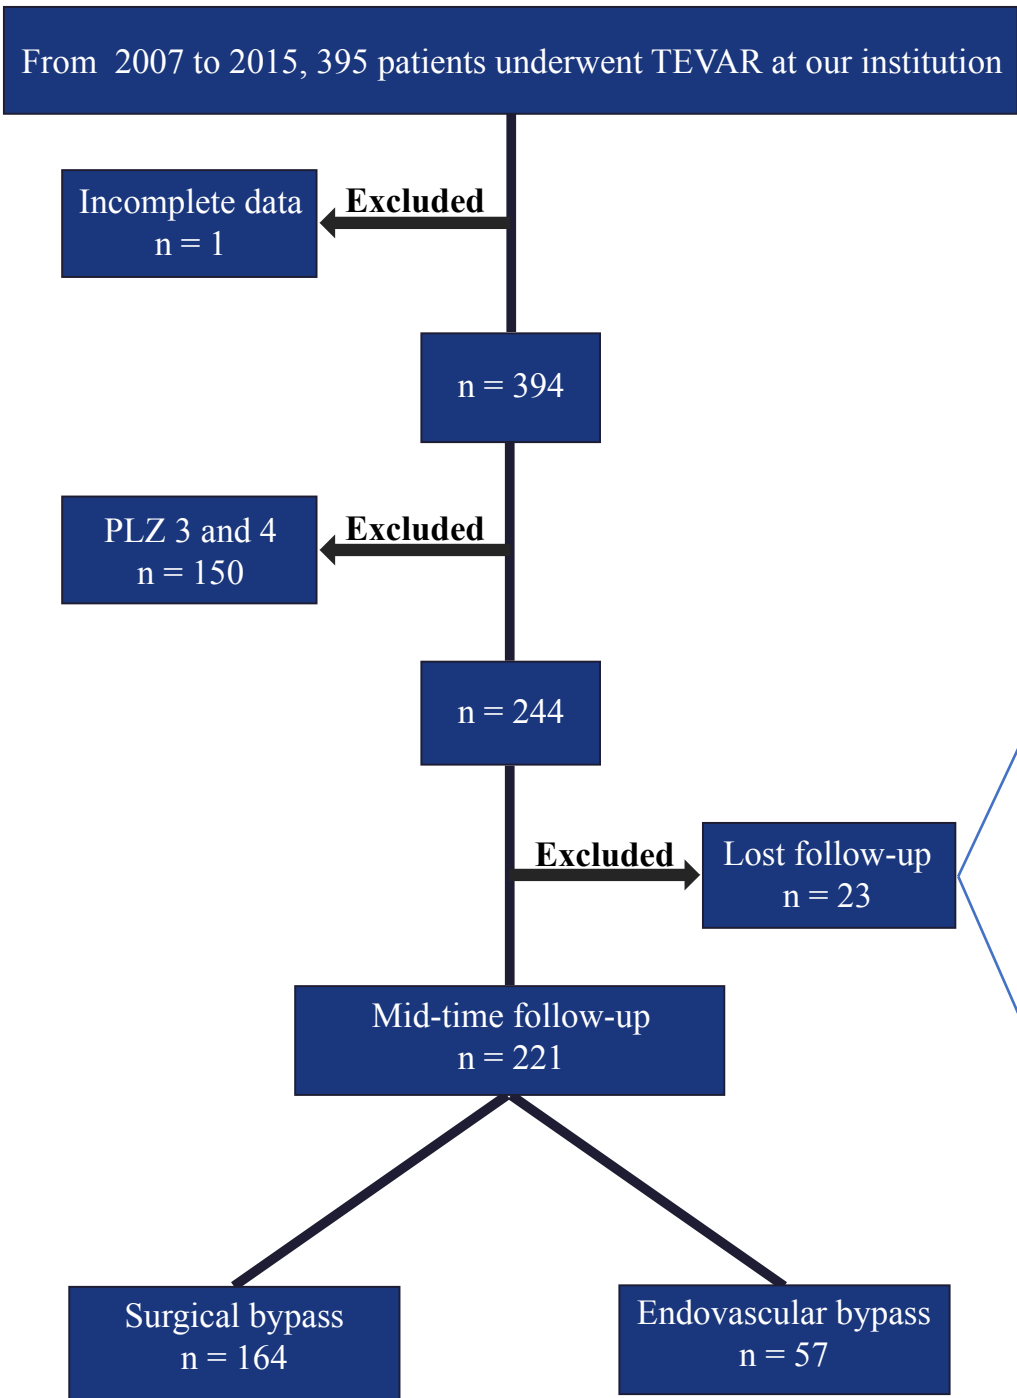 From 2007 to 2015, 395 patients underwent TEVAR at our institution
Incomplete data
n = 1
Excluded
n = 394
PLZ 3 and 4
n = 150
Excluded
n = 244
Excluded
Lost follow-up
n = 23
Mid-time follow-up
n = 221
Surgical bypass
n = 164
Endovascular bypass
n = 57